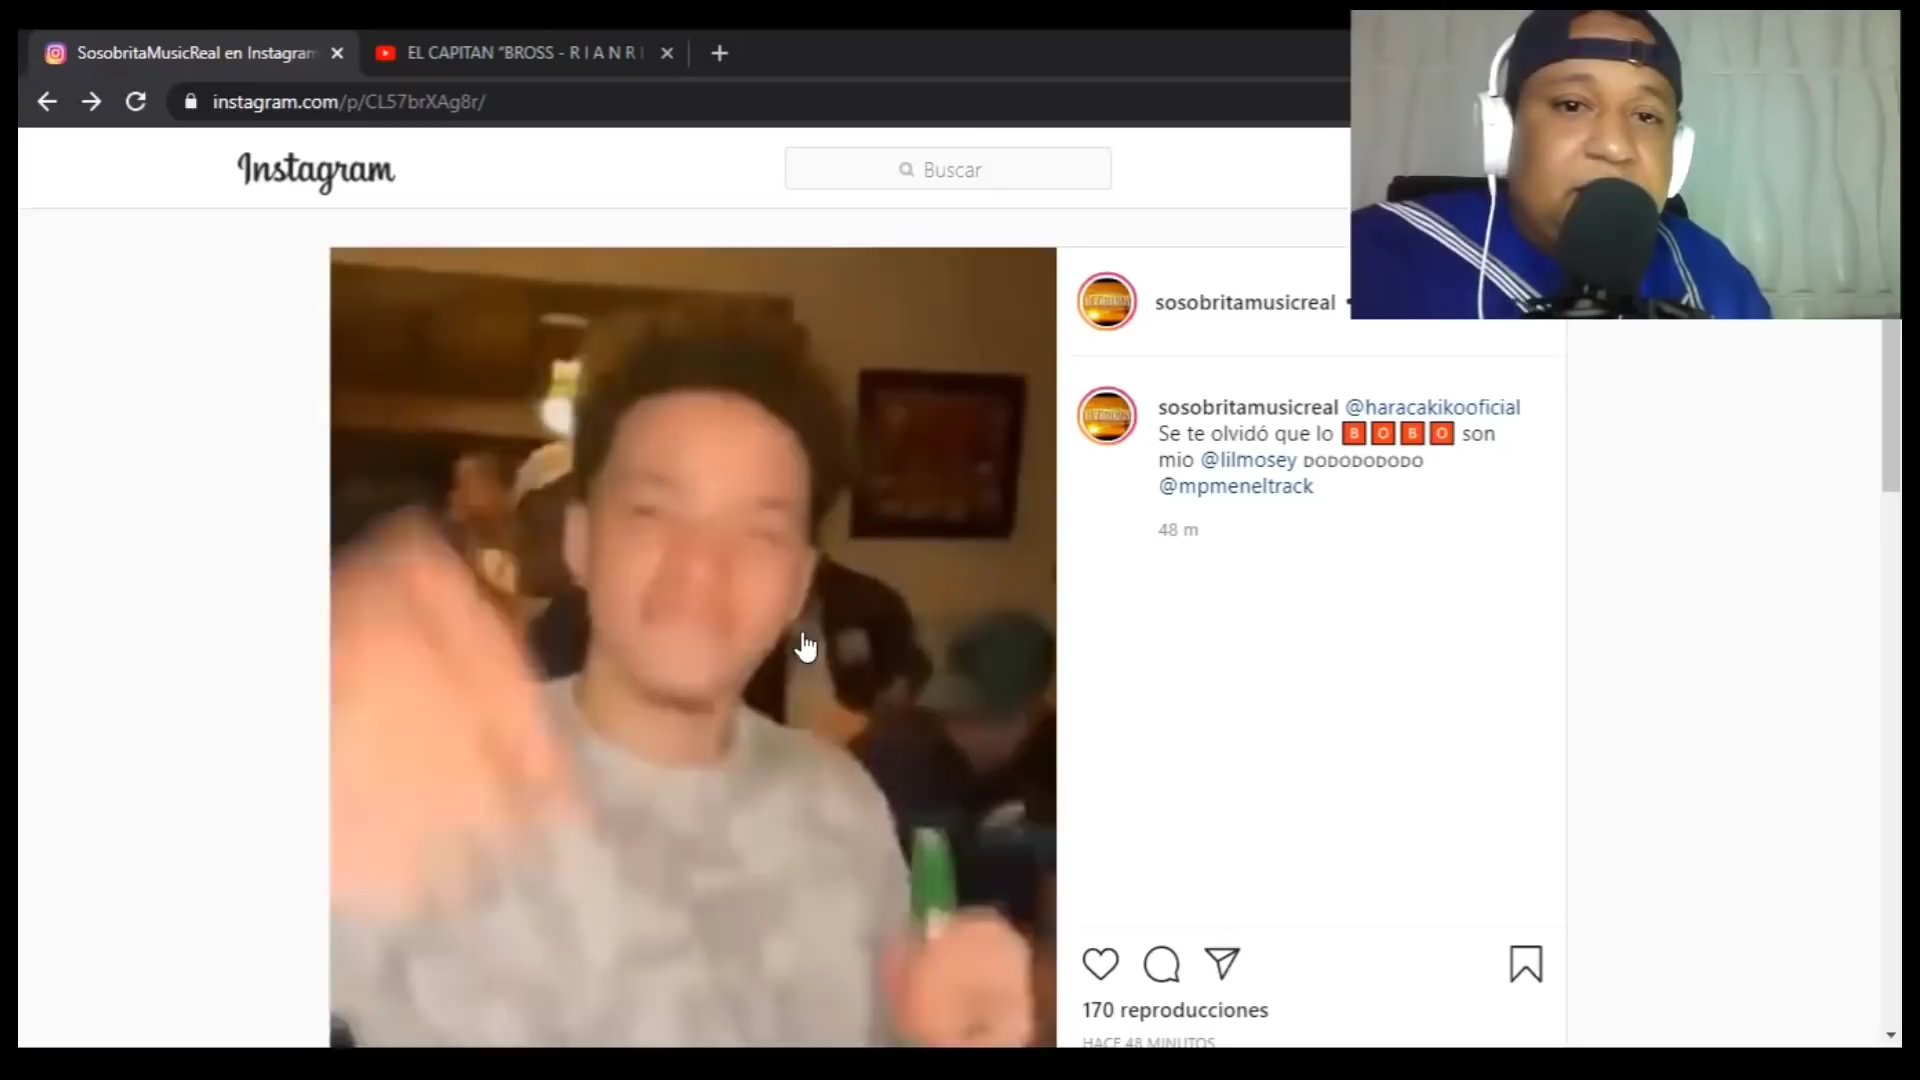 SosobritaMusicReal en Instagram
EL CAPITAN "BROSS - R I A N R I
instagram.com/p/CL57brXAg8r/
Instagram
Buscar
sosobritamusicreal •
sosobritamusicreal @haracakikooficial
Se te olvidó que lo 🅱🅾🅱🅾 son
mio @lilmosey ᴅᴏᴅᴏᴅᴏᴅᴏᴅᴏ
@mpmeneltrack
48 m
170 reproducciones
HACE 48 MINUTOS